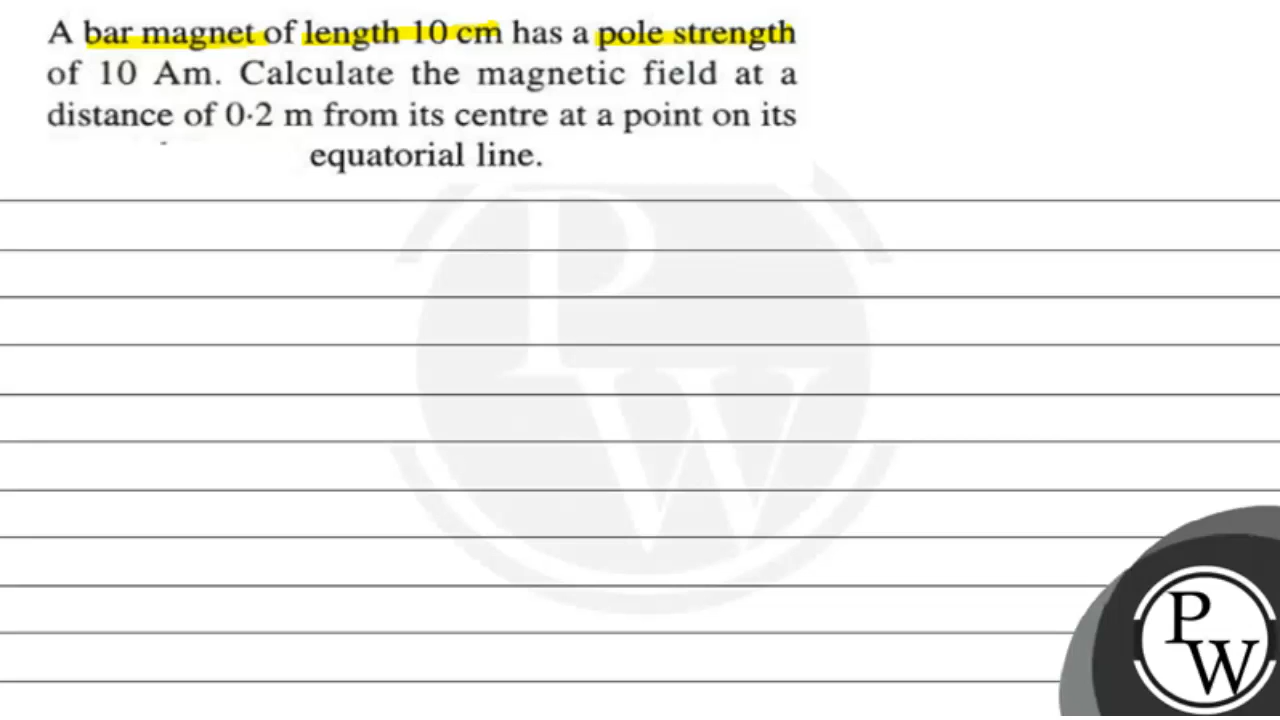 A bar magnet of length 10 cm has a pole strength
of 10 Am. Calculate the magnetic field at a
distance of 0·2 m from its centre at a point on its
equatorial line.
PW
PW